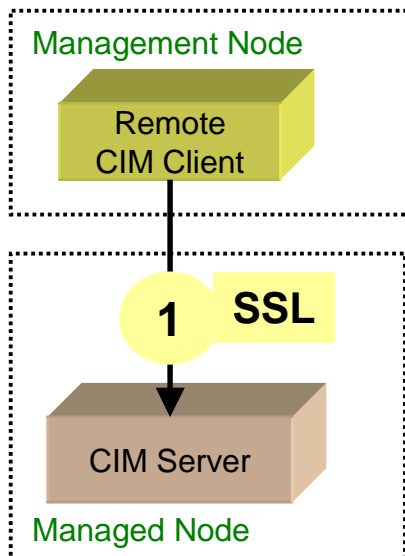 Management Node
Remote
CIM Client
1
SSL
CIM Server
Managed Node